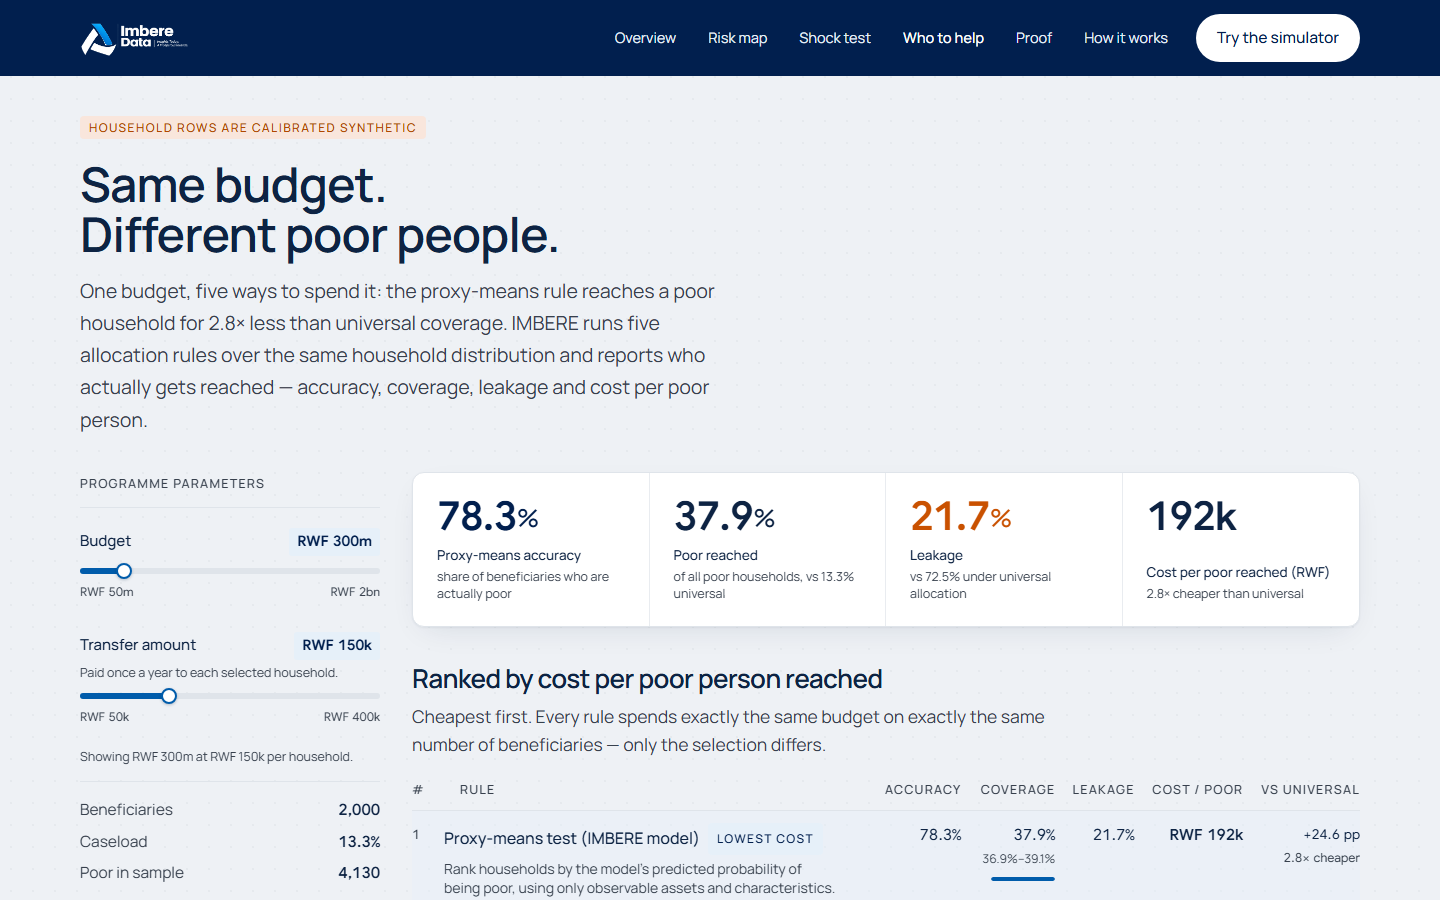 Imbere
Data
Overview
Risk map
Shock test
Who to help
Proof
How it works
Try the simulator
HOUSEHOLD ROWS ARE CALIBRATED SYNTHETIC
Same budget.
Different poor people.
One budget, five ways to spend it: the proxy-means rule reaches a poor
household for 2.8× less than universal coverage. IMBERE runs five
allocation rules over the same household distribution and reports who
actually gets reached — accuracy, coverage, leakage and cost per poor
person.
PROGRAMME PARAMETERS
Budget RWF 300m
RWF 50m RWF 2bn
Transfer amount RWF 150k
Paid once a year to each selected household.
RWF 50k RWF 400k
Showing RWF 300m at RWF 150k per household.
Beneficiaries 2,000
Caseload 13.3%
Poor in sample 4,130
78.3%
Proxy-means accuracy
share of beneficiaries who are
actually poor
37.9%
Poor reached
of all poor households, vs 13.3%
universal
21.7%
Leakage
vs 72.5% under universal
allocation
192k
Cost per poor reached (RWF)
2.8× cheaper than universal
Ranked by cost per poor person reached
Cheapest first. Every rule spends exactly the same budget on exactly the same
number of beneficiaries — only the selection differs.
# RULE ACCURACY COVERAGE LEAKAGE COST / POOR VS UNIVERSAL
1 Proxy-means test (IMBERE model) LOWEST COST 78.3% 37.9% 21.7% RWF 192k +24.6 pp
36.9%–39.1% 2.8× cheaper
Rank households by the model's predicted probability of
being poor, using only observable assets and characteristics.